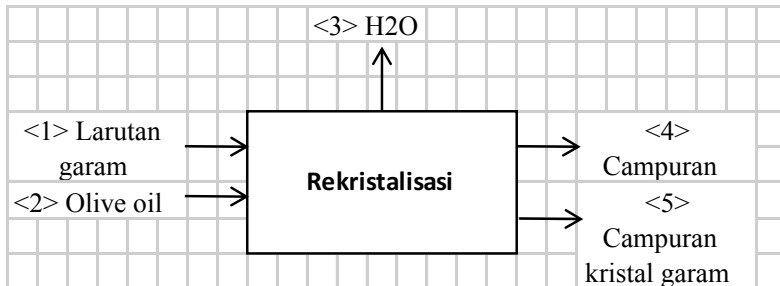 <3> H2O
<1> Larutan
garam
<2> Olive oil
Rekristalisasi
<4>
Campuran
<5>
Campuran
kristal garam